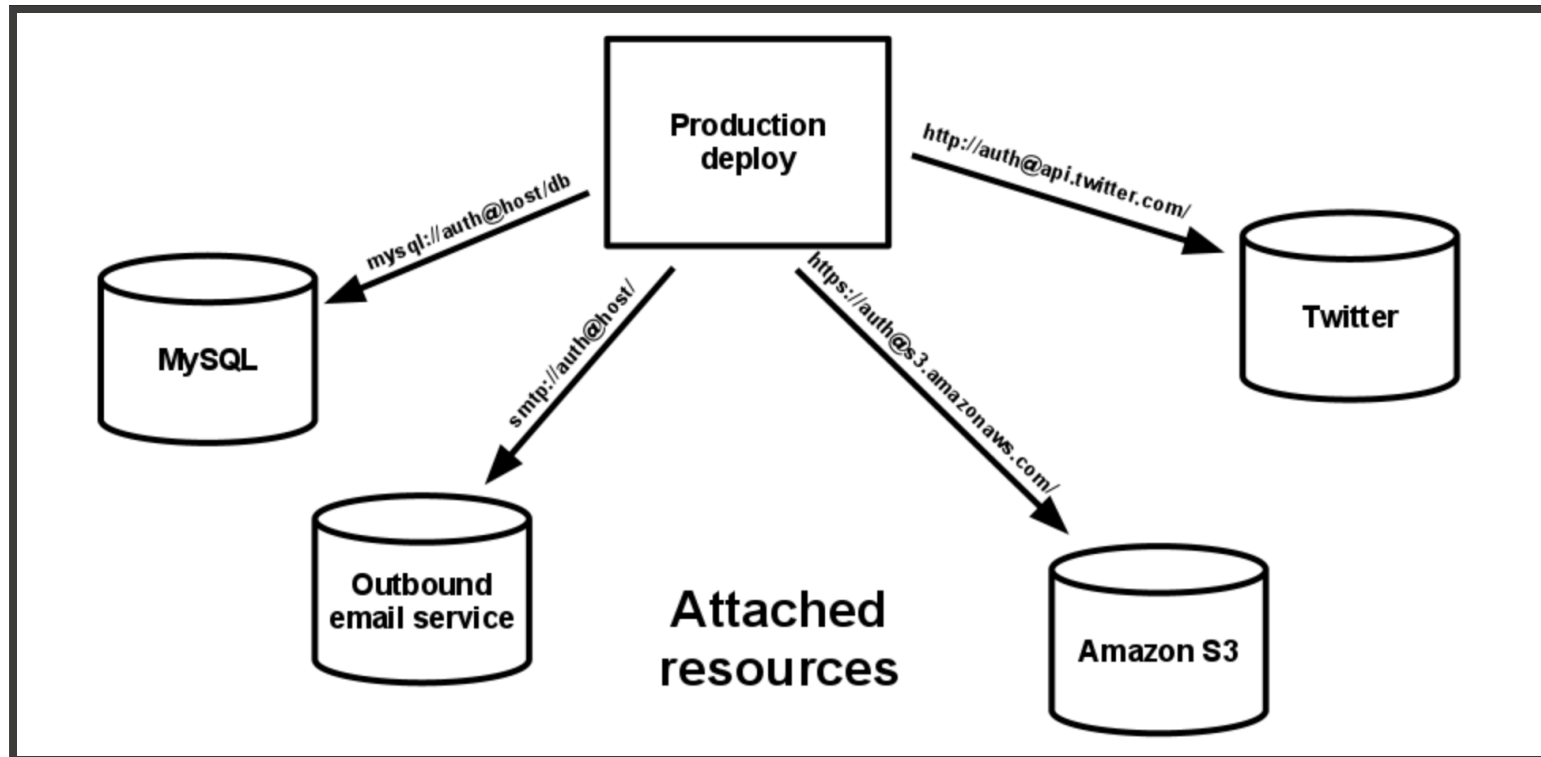 Production
deploy
http://auth@api.twitter.com/
mysql://auth@host/db
smtp://auth@host/
https://auth@s3.amazonaws.com/
MySQL
Twitter
Outbound
email service
Attached
resources
Amazon S3